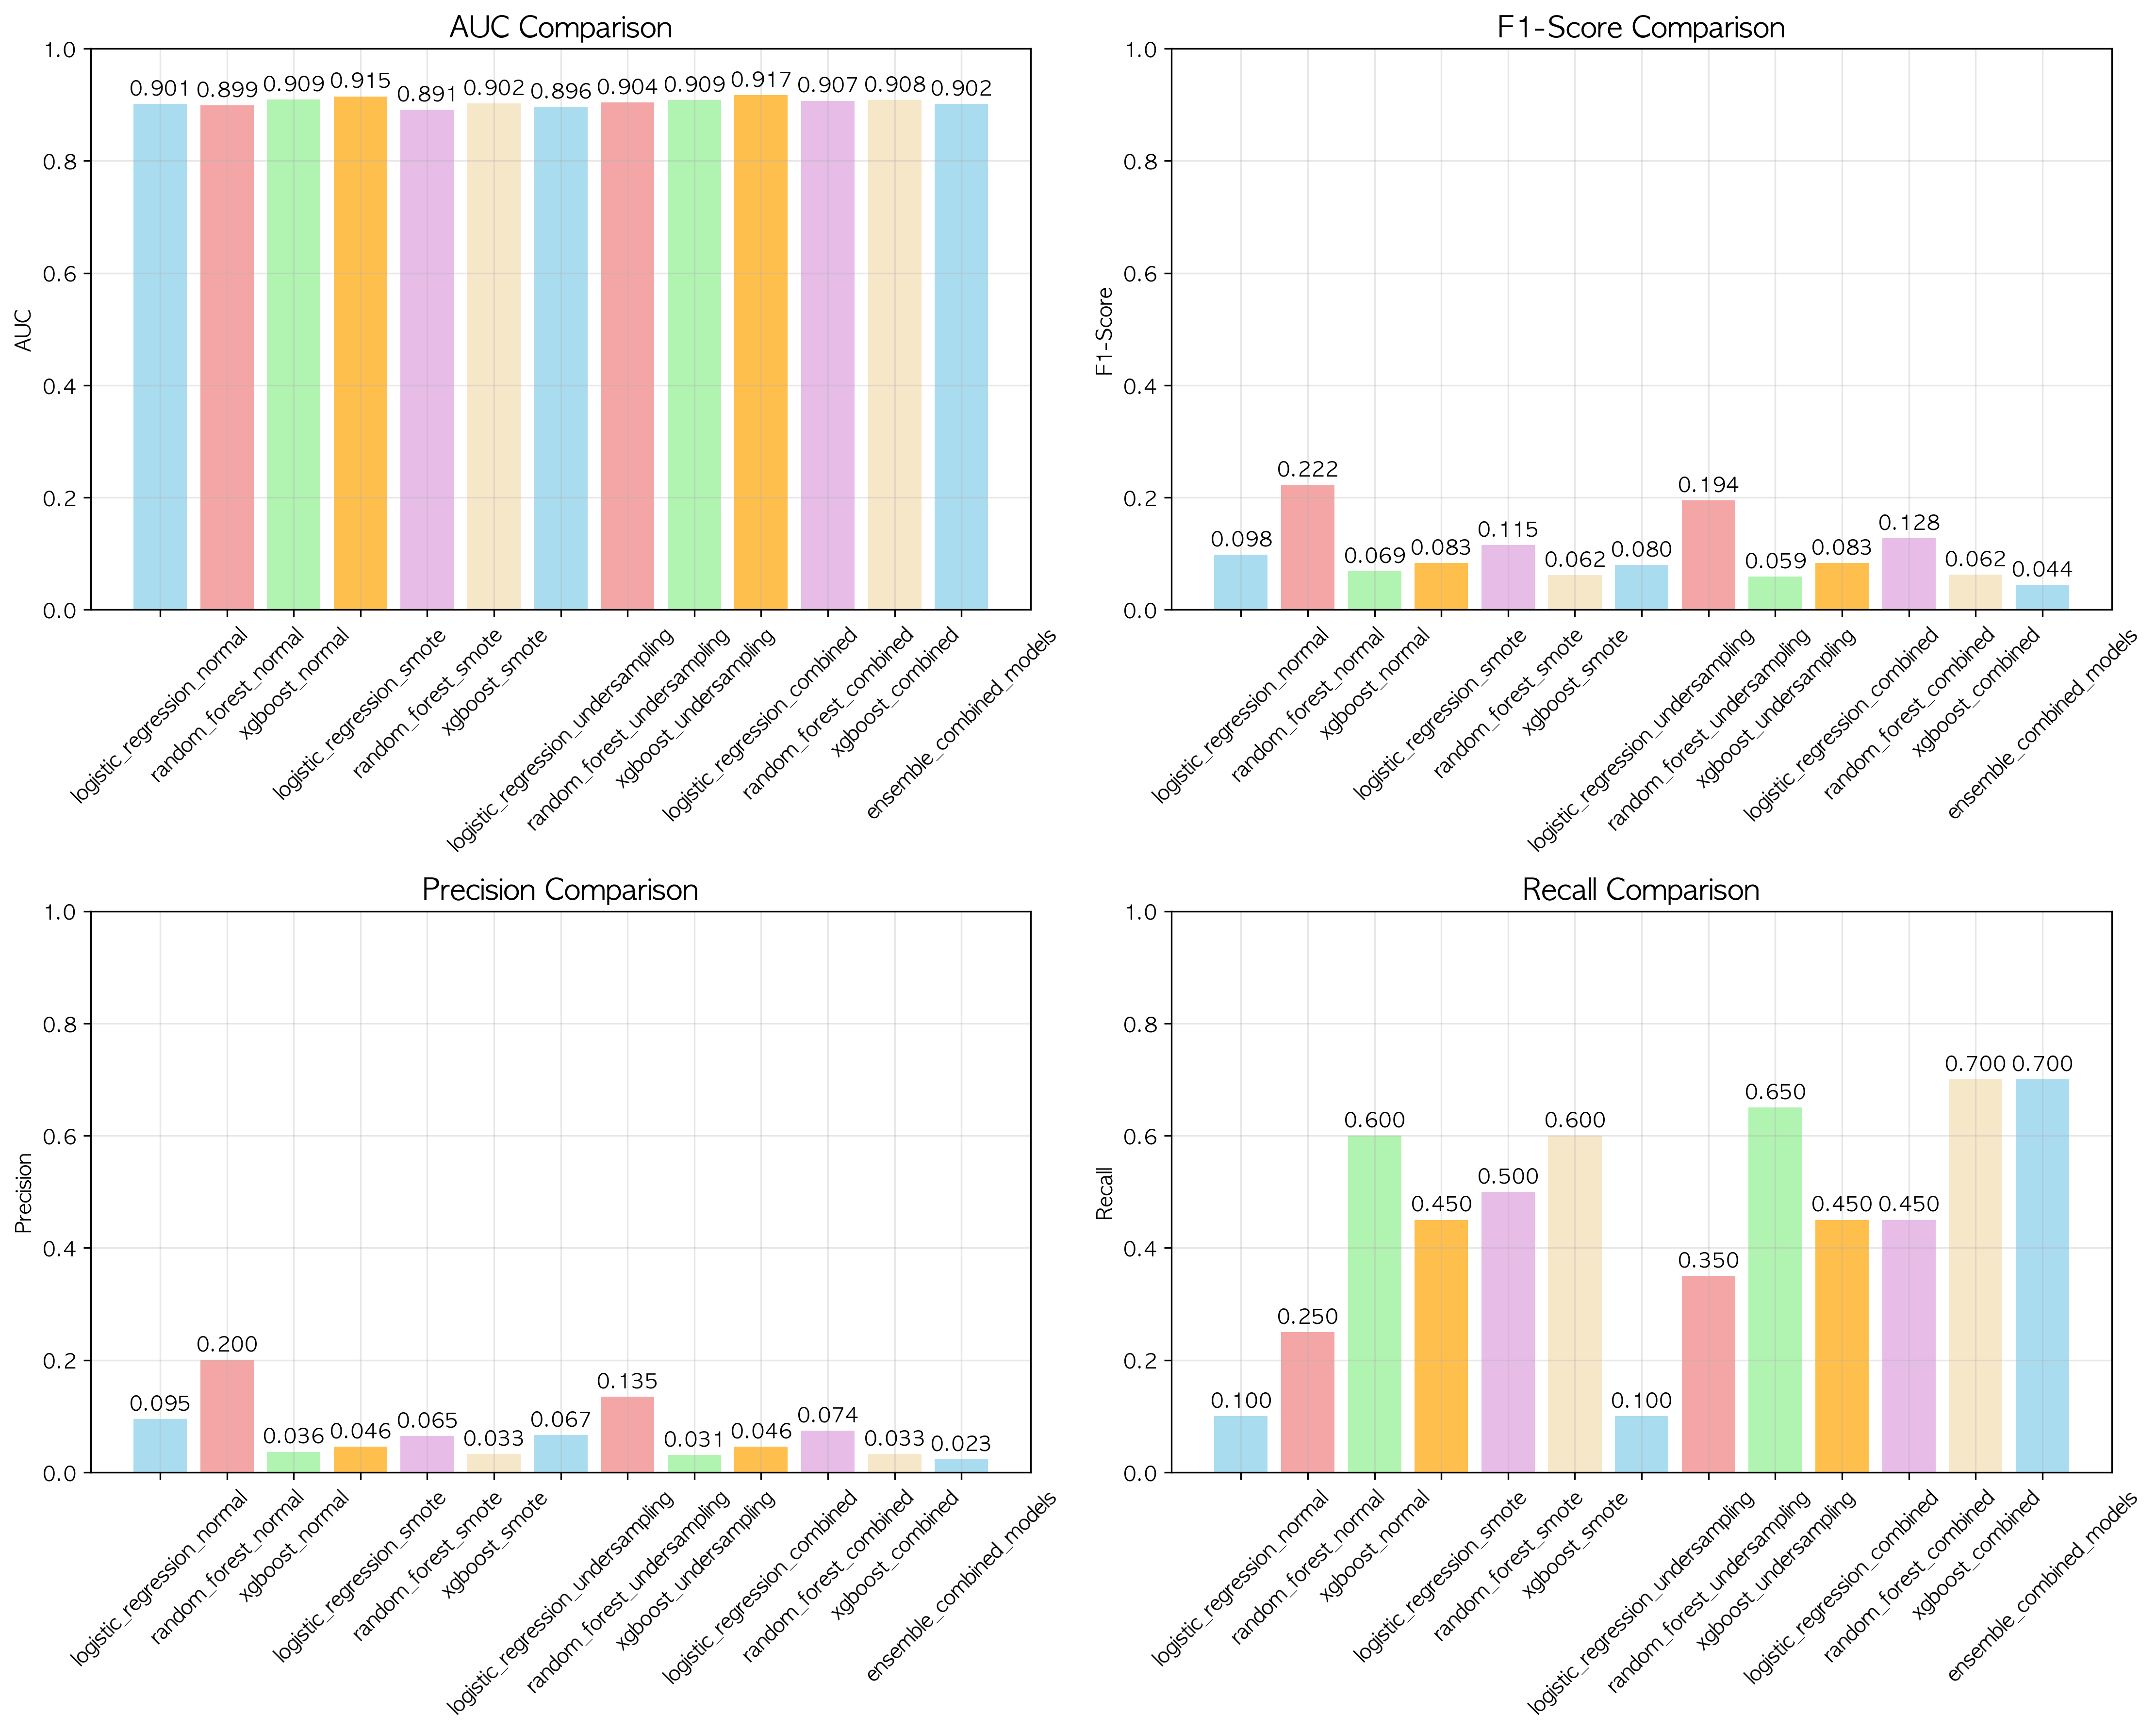 AUC Comparison
1.0
0.8
0.6
0.4
0.2
0.0
AUC
0.901 0.899 0.909 0.915 0.891 0.902 0.896 0.904 0.909 0.917 0.907 0.908 0.902
logistic_regression_normal
random_forest_normal
xgboost_normal
logistic_regression_smote
random_forest_smote
xgboost_smote
logistic_regression_undersampling
random_forest_undersampling
xgboost_undersampling
logistic_regression_combined
random_forest_combined
xgboost_combined
ensemble_combined_models
F1-Score Comparison
1.0
0.8
0.6
0.4
0.2
0.0
F1-Score
0.098 0.222 0.069 0.083 0.115 0.062 0.080 0.194 0.059 0.083 0.128 0.062 0.044
logistic_regression_normal
random_forest_normal
xgboost_normal
logistic_regression_smote
random_forest_smote
xgboost_smote
logistic_regression_undersampling
random_forest_undersampling
xgboost_undersampling
logistic_regression_combined
random_forest_combined
xgboost_combined
ensemble_combined_models
Precision Comparison
1.0
0.8
0.6
0.4
0.2
0.0
Precision
0.095 0.200 0.036 0.046 0.065 0.033 0.067 0.135 0.031 0.046 0.074 0.033 0.023
logistic_regression_normal
random_forest_normal
xgboost_normal
logistic_regression_smote
random_forest_smote
xgboost_smote
logistic_regression_undersampling
random_forest_undersampling
xgboost_undersampling
logistic_regression_combined
random_forest_combined
xgboost_combined
ensemble_combined_models
Recall Comparison
1.0
0.8
0.6
0.4
0.2
0.0
Recall
0.100 0.250 0.600 0.450 0.500 0.600 0.100 0.350 0.650 0.450 0.450 0.700 0.700
logistic_regression_normal
random_forest_normal
xgboost_normal
logistic_regression_smote
random_forest_smote
xgboost_smote
logistic_regression_undersampling
random_forest_undersampling
xgboost_undersampling
logistic_regression_combined
random_forest_combined
xgboost_combined
ensemble_combined_models